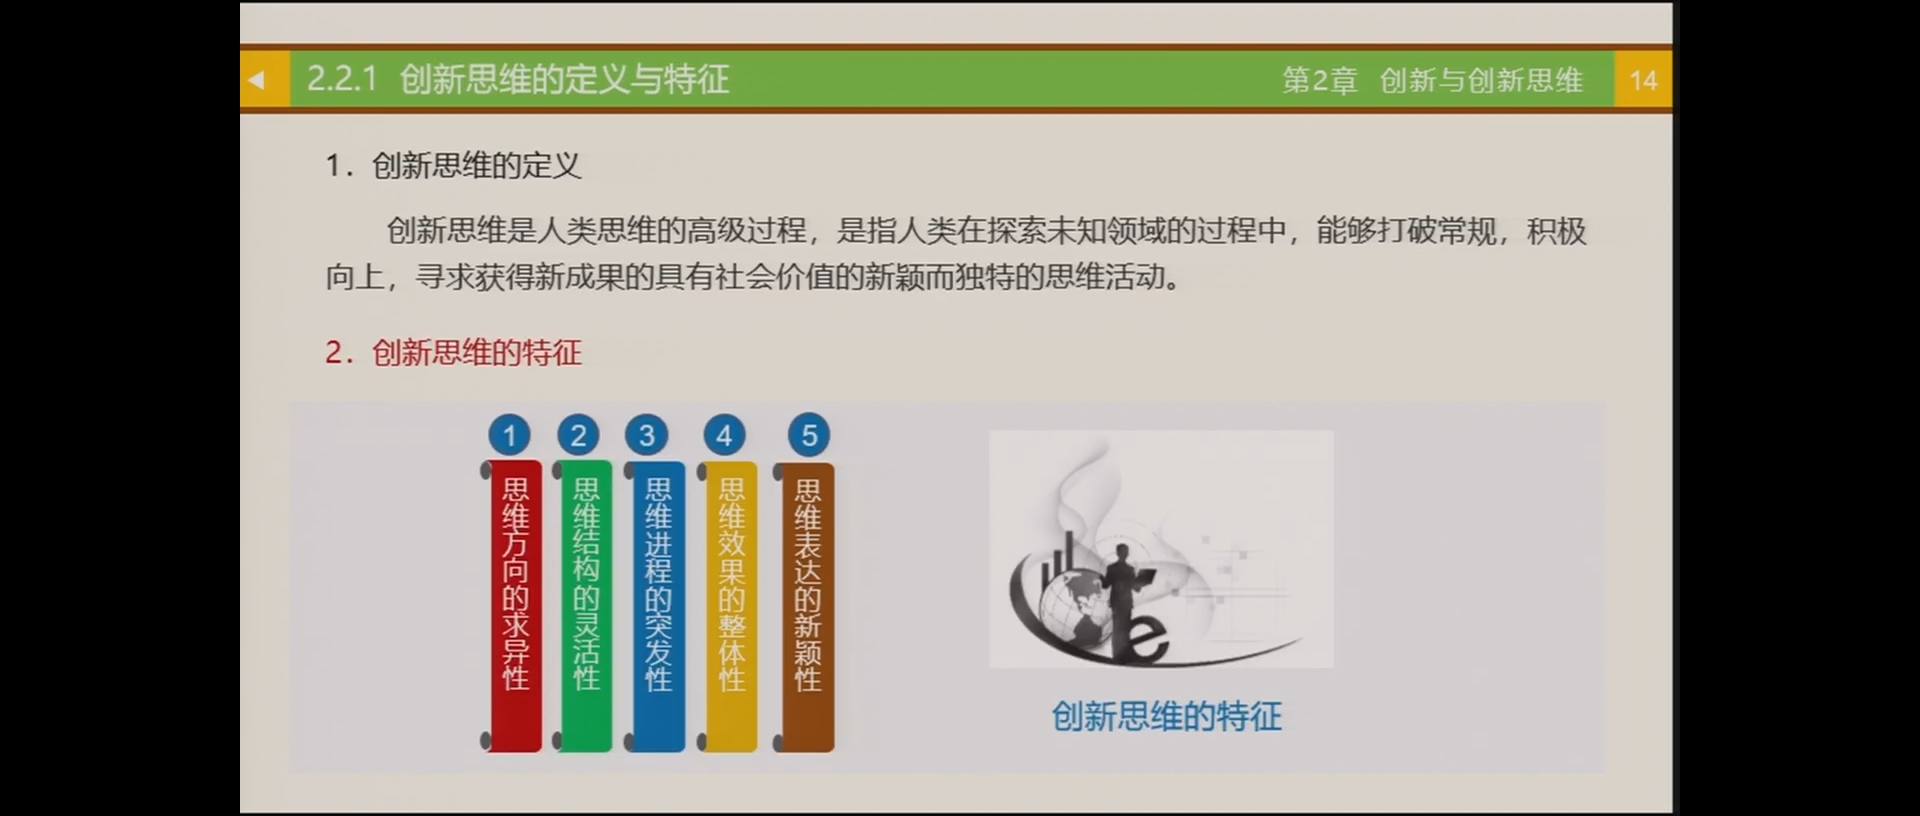 2.2.1 创新思维的定义与特征
第2章 创新与创新思维
14
1. 创新思维的定义
创新思维是人类思维的高级过程，是指人类在探索未知领域的过程中，能够打破常规，积极
向上，寻求获得新成果的具有社会价值的新颖而独特的思维活动。
2. 创新思维的特征
1
思维方向的求异性
2
思维结构的灵活性
3
思维进程的突发性
4
思维效果的整体性
5
思维表达的新颖性
e
创新思维的特征